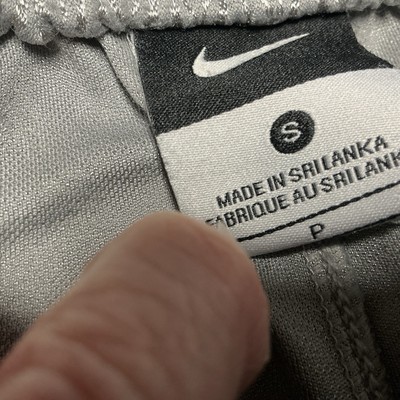 S
MADE IN SRI LANKA
FABRIQUE AU SRI LANK
P